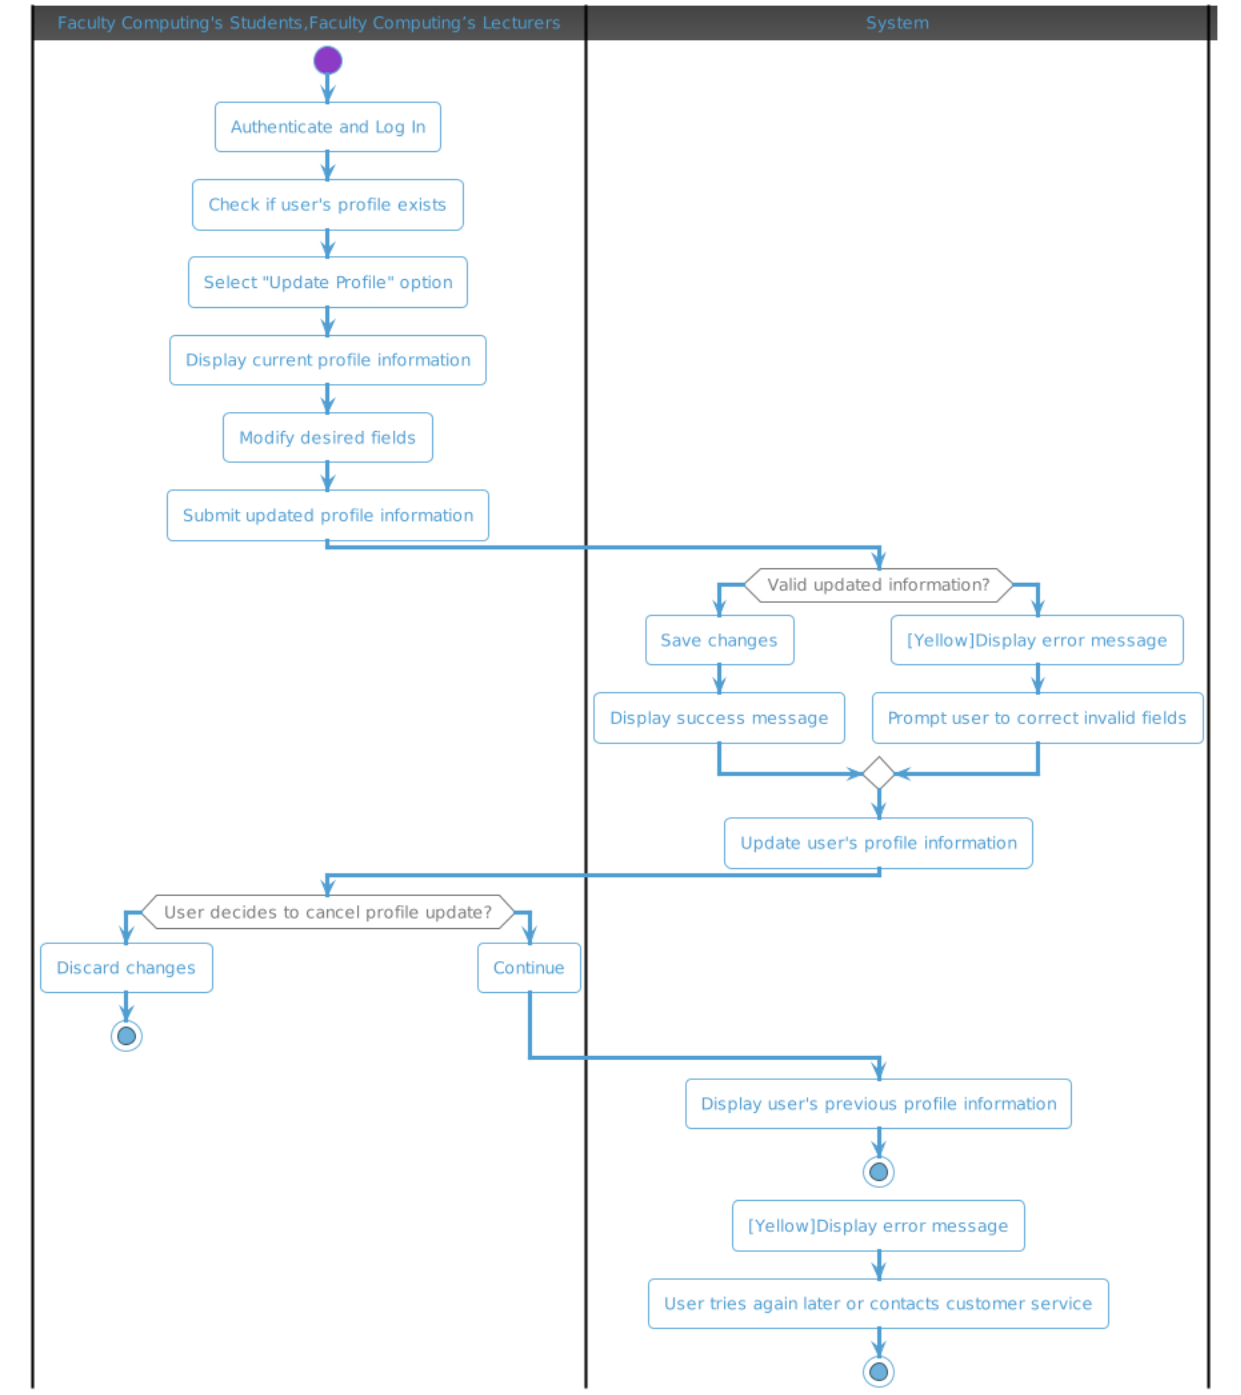 Faculty Computing's Students,Faculty Computing’s Lecturers
System
Authenticate and Log In
Check if user's profile exists
Select "Update Profile" option
Display current profile information
Modify desired fields
Submit updated profile information
Valid updated information?
Save changes
[Yellow]Display error message
Display success message
Prompt user to correct invalid fields
Update user's profile information
User decides to cancel profile update?
Discard changes
Continue
Display user's previous profile information
[Yellow]Display error message
User tries again later or contacts customer service